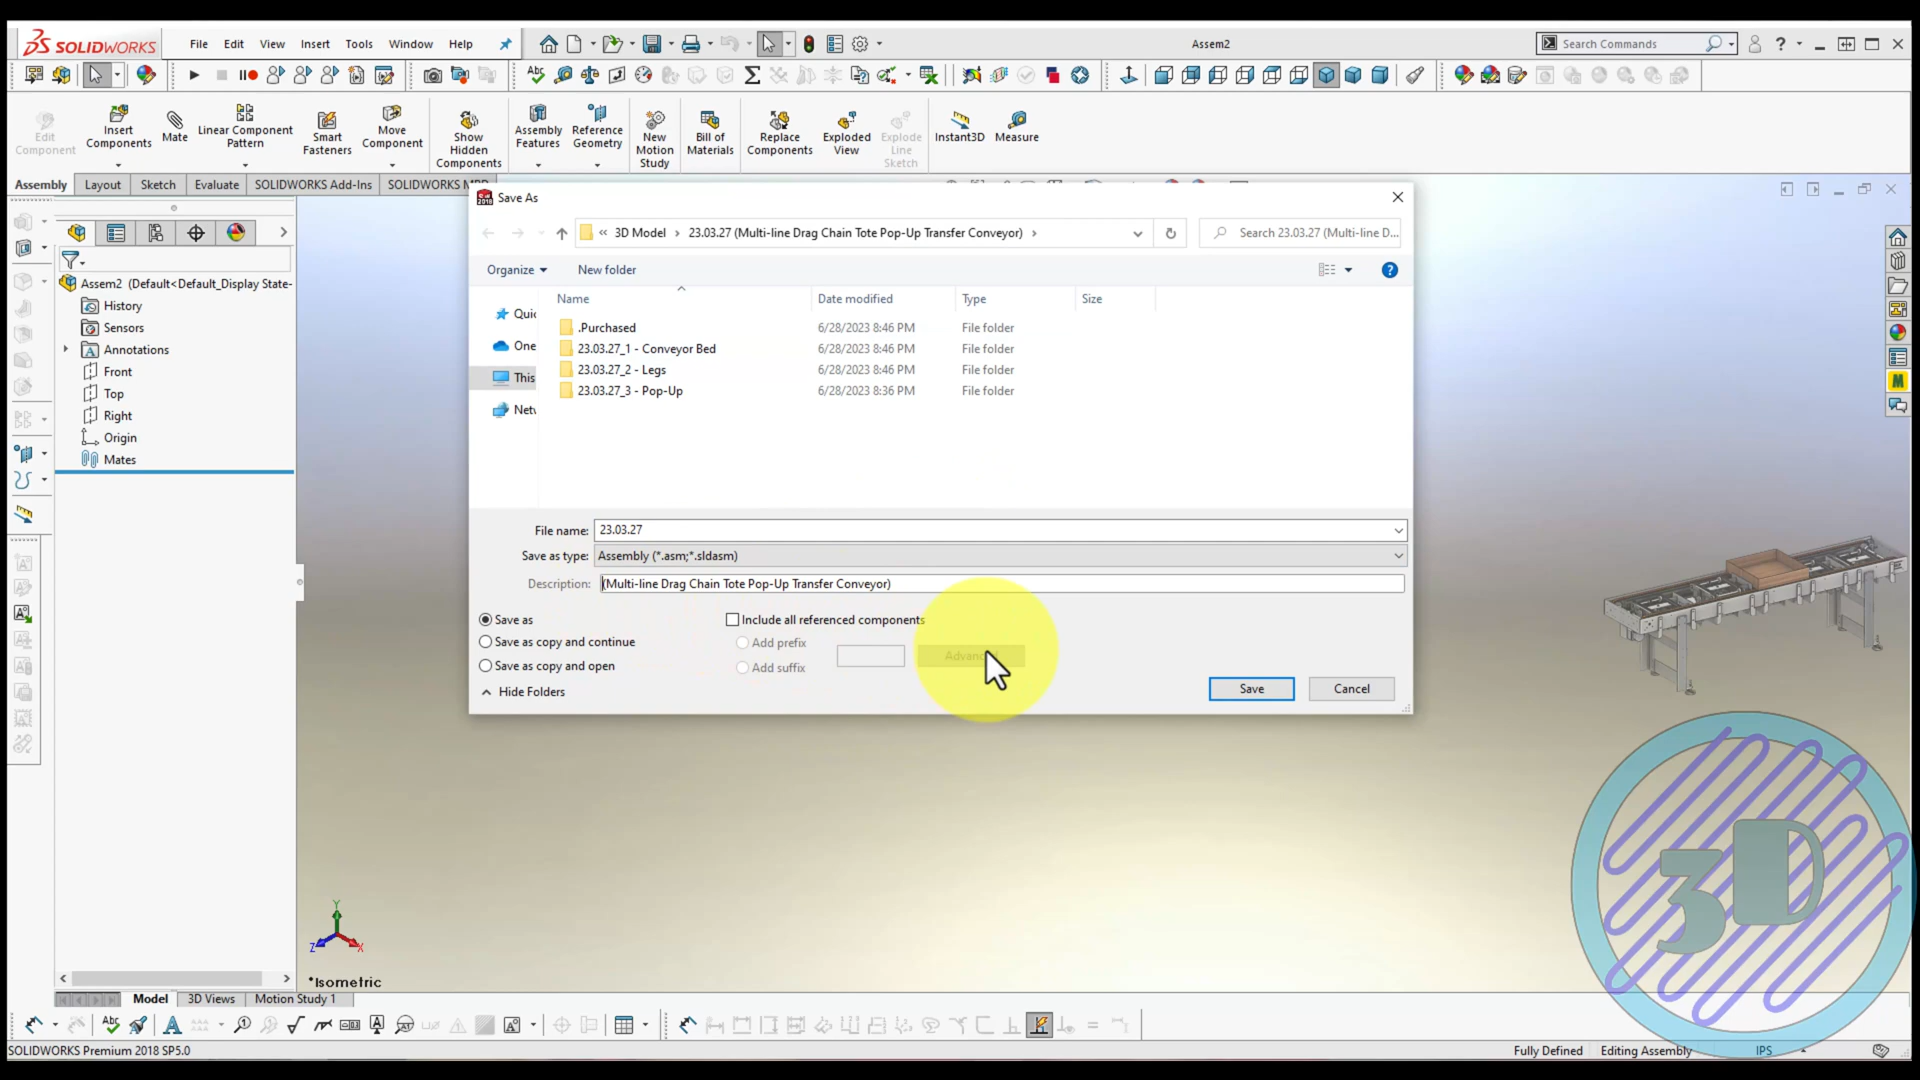 SOLIDWORKS File Edit View Insert Tools Window Help Assem2 Search Commands ?
Edit Component
Insert Components
Mate
Linear Component Pattern
Smart Fasteners
Move Component
Show Hidden Components
Assembly Features
Reference Geometry
New Motion Study
Bill of Materials
Replace Components
Exploded View
Explode Line Sketch
Instant3D
Measure
Assembly Layout Sketch Evaluate SOLIDWORKS Add-Ins SOLIDWORKS MBD
Assem2 (Default<Default_Display State-
History
Sensors
Annotations
Front
Top
Right
Origin
Mates
Save As
« 3D Model > 23.03.27 (Multi-line Drag Chain Tote Pop-Up Transfer Conveyor) >
Search 23.03.27 (Multi-line D...
Organize New folder
Name Date modified Type Size
Quic
One
This
Netw
.Purchased 6/28/2023 8:46 PM File folder
23.03.27_1 - Conveyor Bed 6/28/2023 8:46 PM File folder
23.03.27_2 - Legs 6/28/2023 8:46 PM File folder
23.03.27_3 - Pop-Up 6/28/2023 8:36 PM File folder
File name: 23.03.27
Save as type: Assembly (*.asm;*.sldasm)
Description: (Multi-line Drag Chain Tote Pop-Up Transfer Conveyor)
Save as Include all referenced components
Save as copy and continue Add prefix
Save as copy and open Add suffix
Hide Folders Save Cancel
3D
Y
Z X
*Isometric
Model 3D Views Motion Study 1
SOLIDWORKS Premium 2018 SP5.0 Fully Defined Editing Assembly IPS